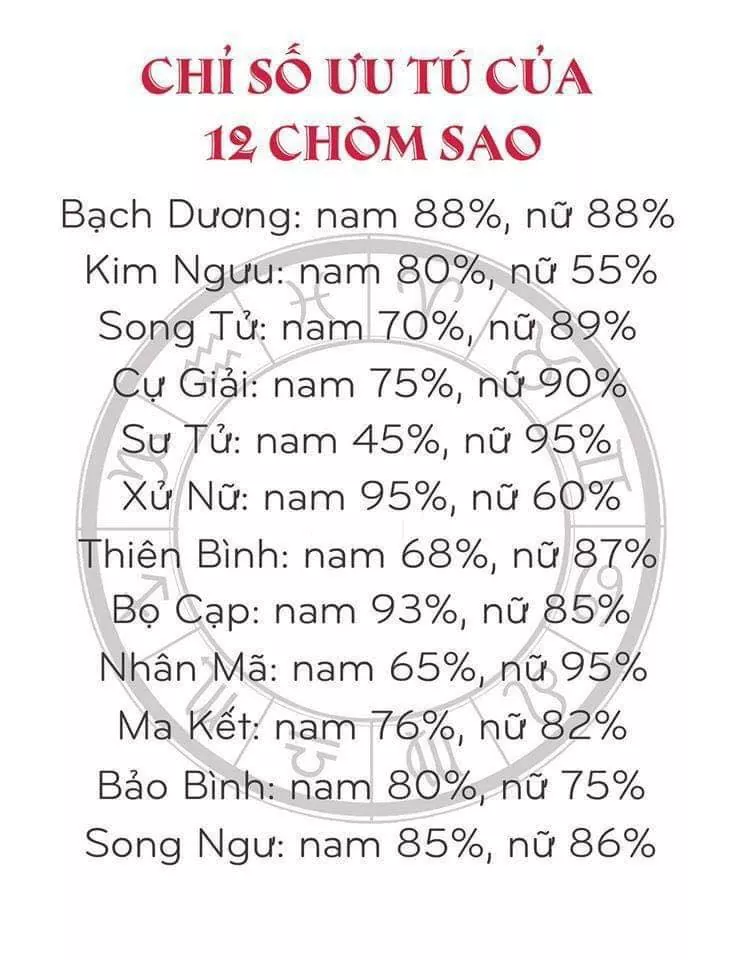 CHỈ SỐ ƯU TÚ CỦA
12 CHÒM SAO
Bạch Dương: nam 88%, nữ 88%
Kim Ngưu: nam 80%, nữ 55%
Song Tử: nam 70%, nữ 89%
Cự Giải: nam 75%, nữ 90%
Sư Tử: nam 45%, nữ 95%
Xử Nữ: nam 95%, nữ 60%
Thiên Bình: nam 68%, nữ 87%
Bọ Cạp: nam 93%, nữ 85%
Nhân Mã: nam 65%, nữ 95%
Ma Kết: nam 76%, nữ 82%
Bảo Bình: nam 80%, nữ 75%
Song Ngư: nam 85%, nữ 86%